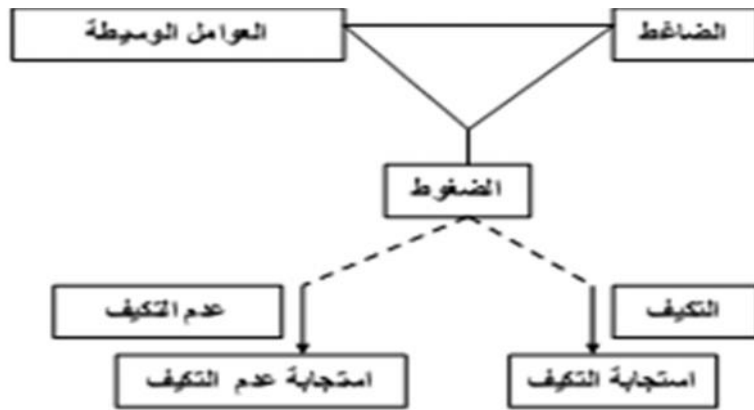 الضاغط
العوامل الوسيطة
الضغوط
التكيف
عدم التكيف
استجابة التكيف
استجابة عدم التكيف